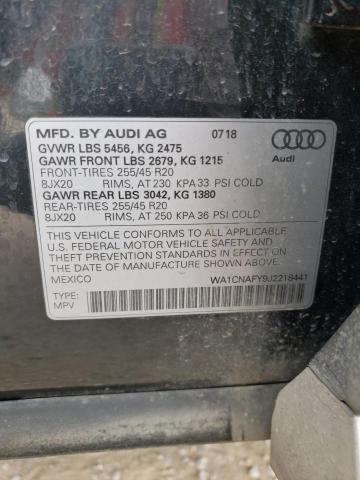 MFD. BY AUDI AG 07/18
GVWR LBS 5456, KG 2475
GAWR FRONT LBS 2679, KG 1215
FRONT-TIRES 255/45 R20
8JX20 RIMS, AT 230 KPA 33 PSI COLD
GAWR REAR LBS 3042, KG 1380
REAR-TIRES 255/45 R20
8JX20 RIMS, AT 250 KPA 36 PSI COLD
Audi
THIS VEHICLE CONFORMS TO ALL APPLICABLE
U.S. FEDERAL MOTOR VEHICLE SAFETY AND
THEFT PREVENTION STANDARDS IN EFFECT ON
THE DATE OF MANUFACTURE SHOWN ABOVE.
MEXICO WA1CNAFY9J2218441
TYPE:
MPV